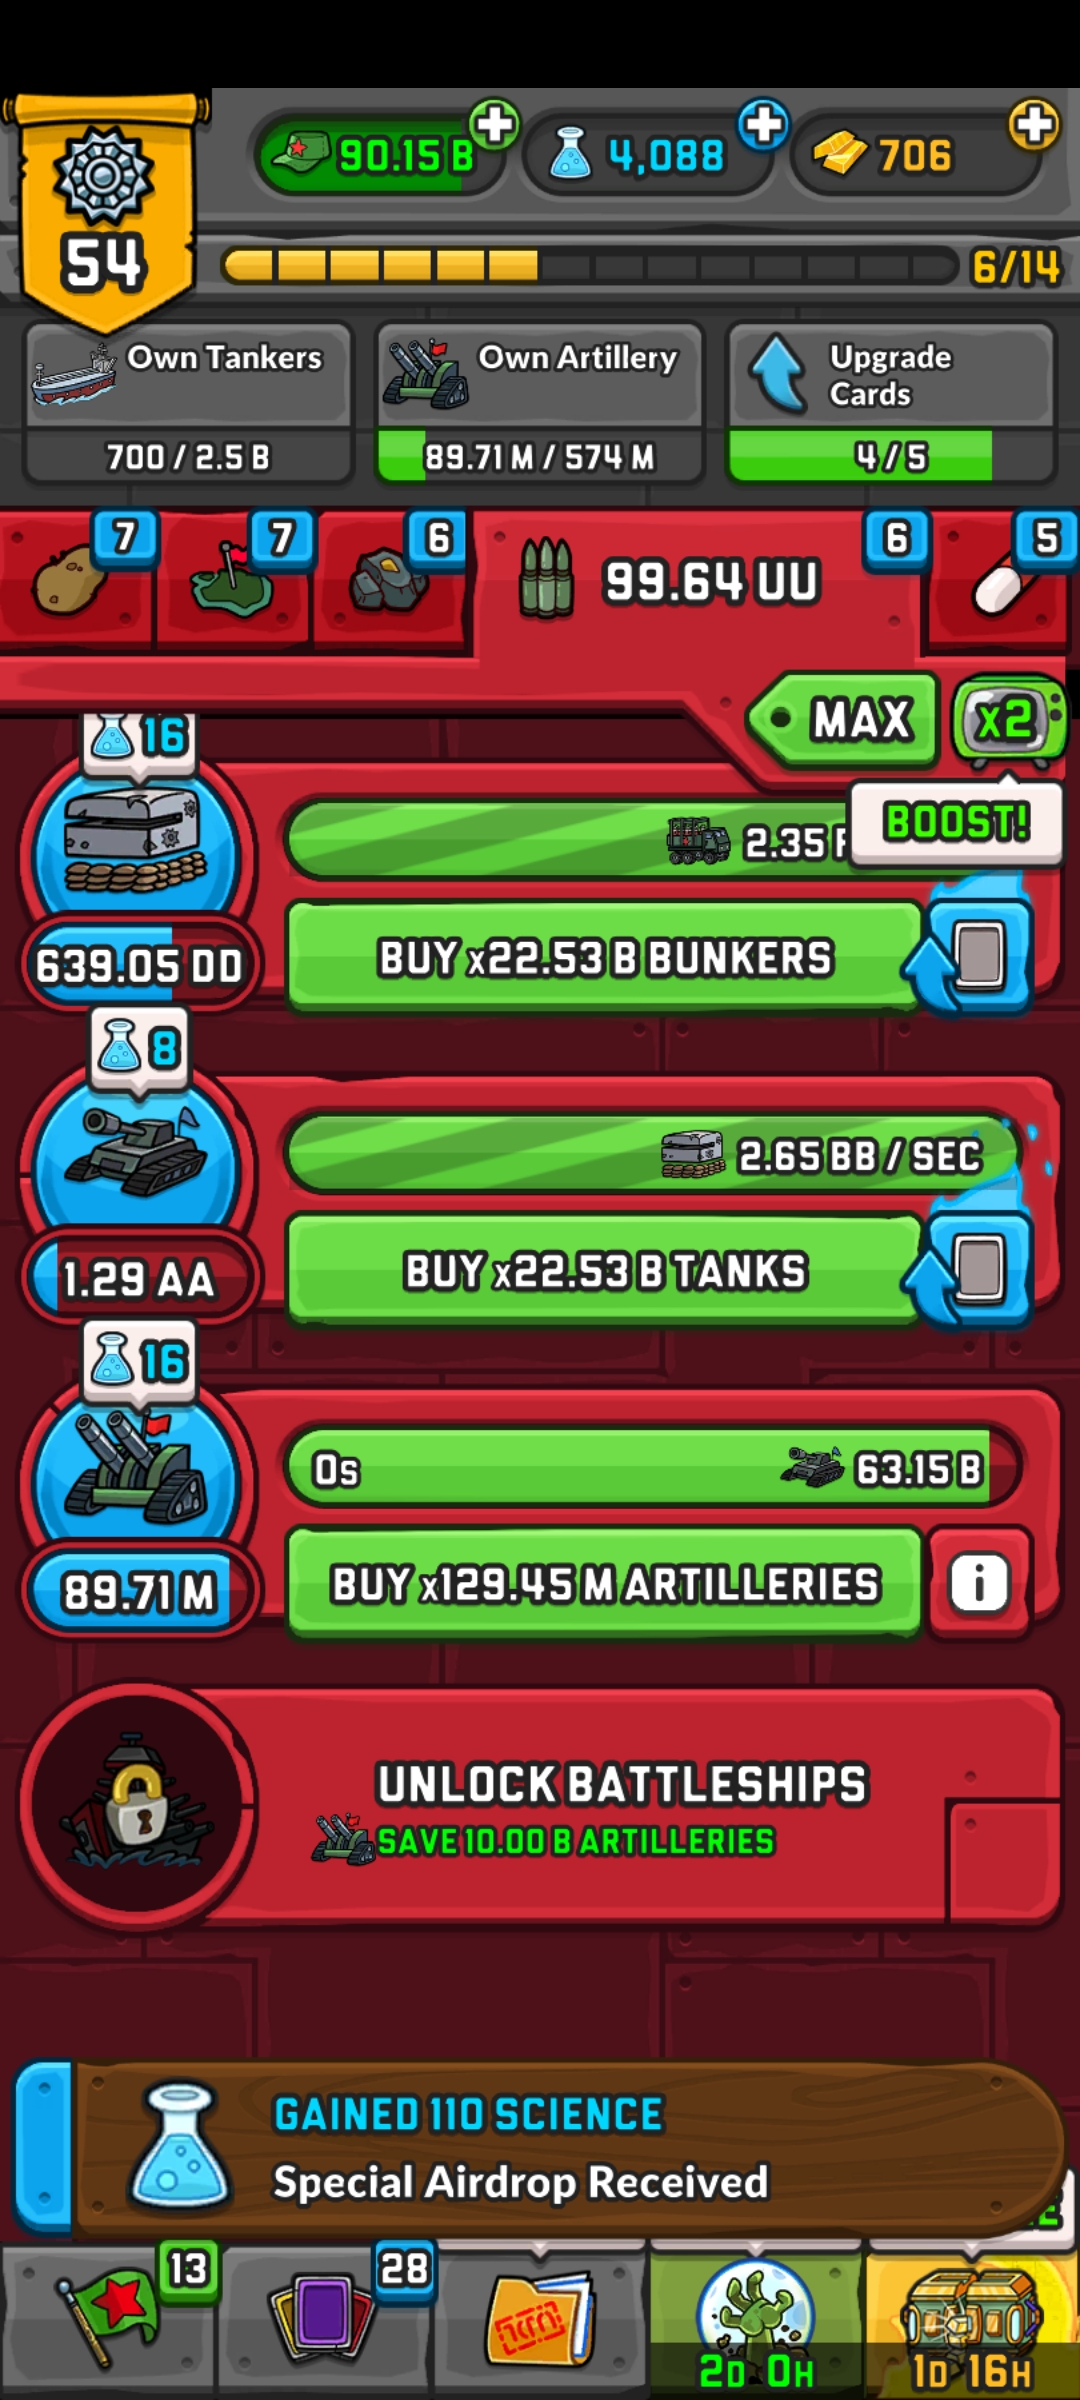 54
90.15 B
4,088
706
6/14
Own Tankers
700 / 2.5 B
Own Artillery
89.71 M / 574 M
Upgrade
Cards
4 / 5
7
7
6
99.64 UU
6
5
MAX
x2
BOOST!
16
2.35
639.05 DD
BUY x22.53 B BUNKERS
8
2.65 BB / SEC
1.29 AA
BUY x22.53 B TANKS
16
0s
63.15 B
89.71 M
BUY x129.45 M ARTILLERIES
i
UNLOCK BATTLESHIPS
SAVE 10.00 B ARTILLERIES
GAINED 110 SCIENCE
Special Airdrop Received
13
28
2D 0H
1D 16H